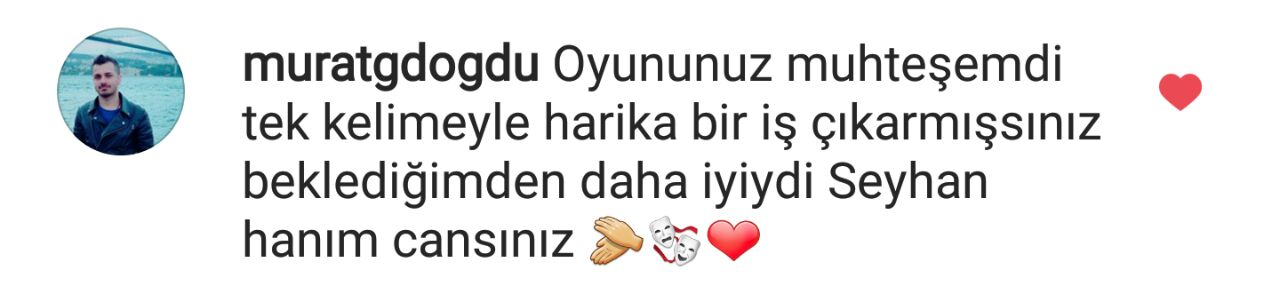 muratgdogdu Oyununuz muhteşemdi
tek kelimeyle harika bir iş çıkarmışsınız
beklediğimden daha iyiydi Seyhan
hanım cansınız 👏🎭❤